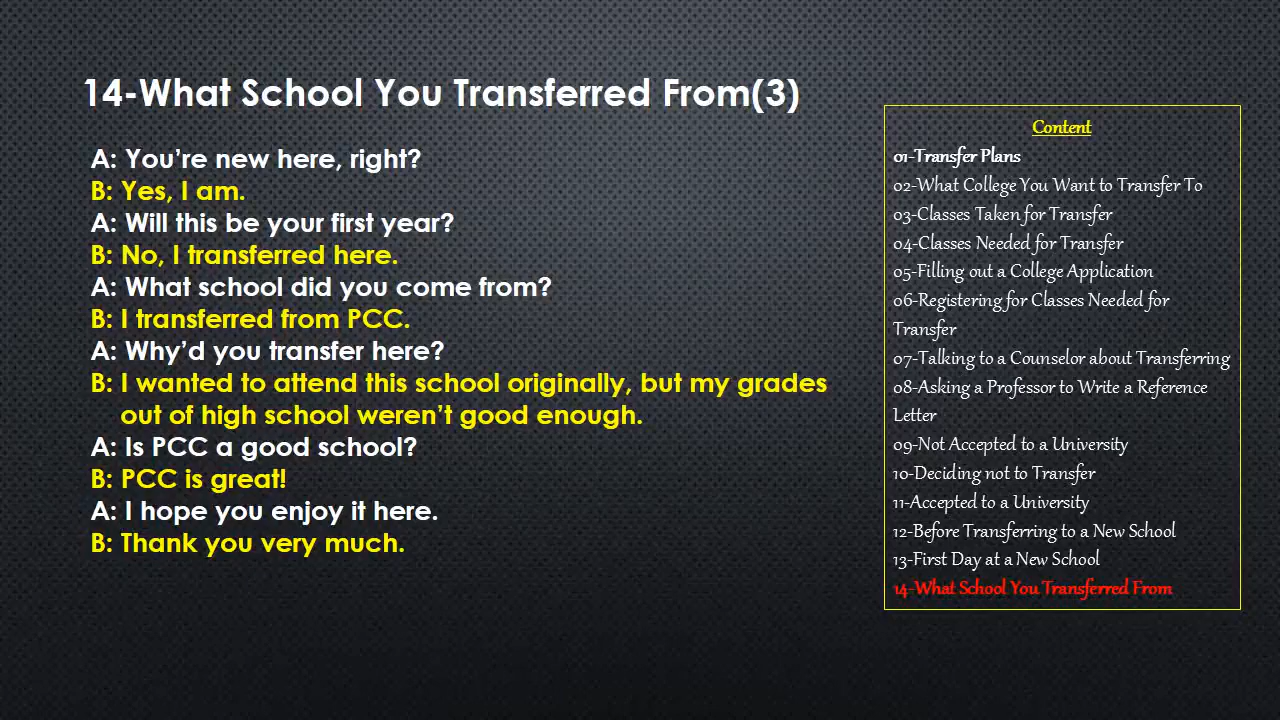 14-What School You Transferred From(3)
A: You're new here, right?
B: Yes, I am.
A: Will this be your first year?
B: No, I transferred here.
A: What school did you come from?
B: I transferred from PCC.
A: Why'd you transfer here?
B: I wanted to attend this school originally, but my grades
out of high school weren't good enough.
A: Is PCC a good school?
B: PCC is great!
A: I hope you enjoy it here.
B: Thank you very much.
Content
01-Transfer Plans
02-What College You Want to Transfer To
03-Classes Taken for Transfer
04-Classes Needed for Transfer
05-Filling out a College Application
06-Registering for Classes Needed for
Transfer
07-Talking to a Counselor about Transferring
08-Asking a Professor to Write a Reference
Letter
09-Not Accepted to a University
10-Deciding not to Transfer
11-Accepted to a University
12-Before Transferring to a New School
13-First Day at a New School
14-What School You Transferred From